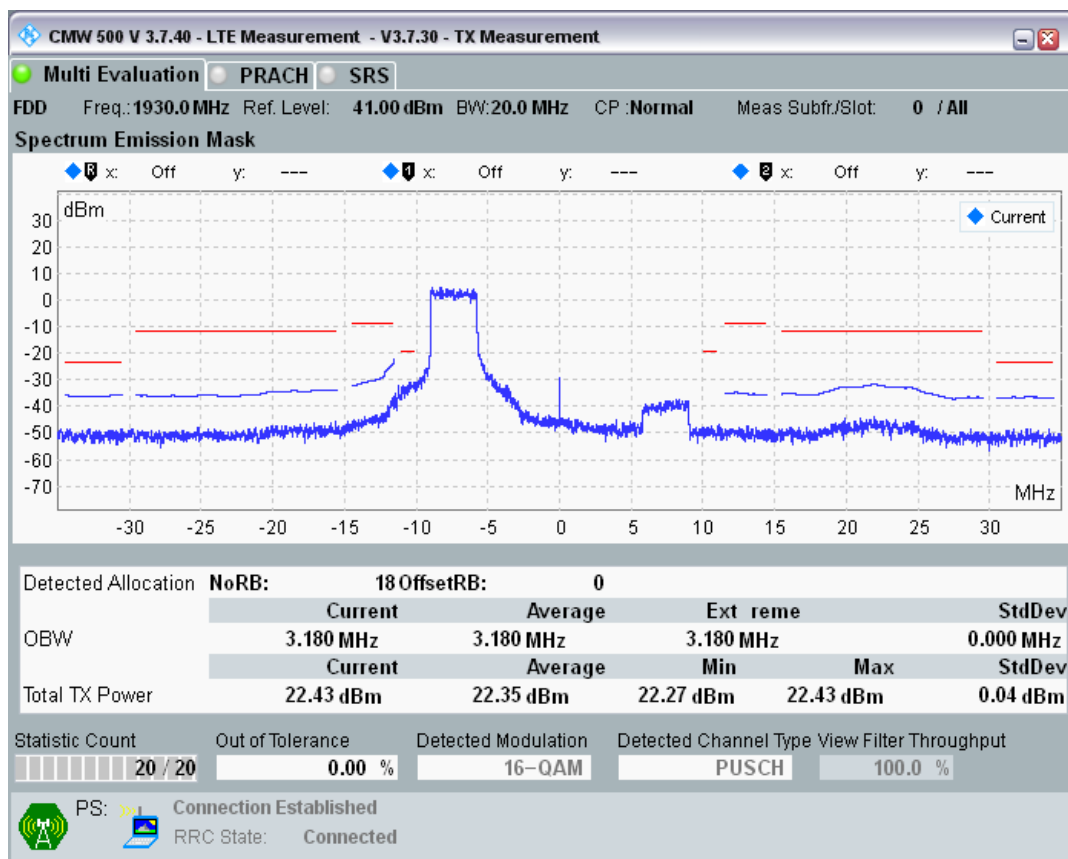 CMW 500 V 3.7.40 - LTE Measurement - V3.7.30 - TX Measurement
Multi Evaluation PRACH SRS
FDD Freq.: 1930.0 MHz Ref. Level: 41.00 dBm BW: 20.0 MHz CP : Normal Meas Subfr./Slot: 0 / All
Spectrum Emission Mask
R x: Off y: --- 1 x: Off y: --- 2 x: Off y: ---
dBm
Current
30
20
10
0
-10
-20
-30
-40
-50
-60
-70
MHz
-30 -25 -20 -15 -10 -5 0 5 10 15 20 25 30
Detected Allocation NoRB: 18 OffsetRB: 0
Current Average Ext reme StdDev
OBW 3.180 MHz 3.180 MHz 3.180 MHz 0.000 MHz
Current Average Min Max StdDev
Total TX Power 22.43 dBm 22.35 dBm 22.27 dBm 22.43 dBm 0.04 dBm
Statistic Count Out of Tolerance Detected Modulation Detected Channel Type View Filter Throughput
20 / 20 0.00 % 16-QAM PUSCH 100.0 %
PS: Connection Established
RRC State: Connected